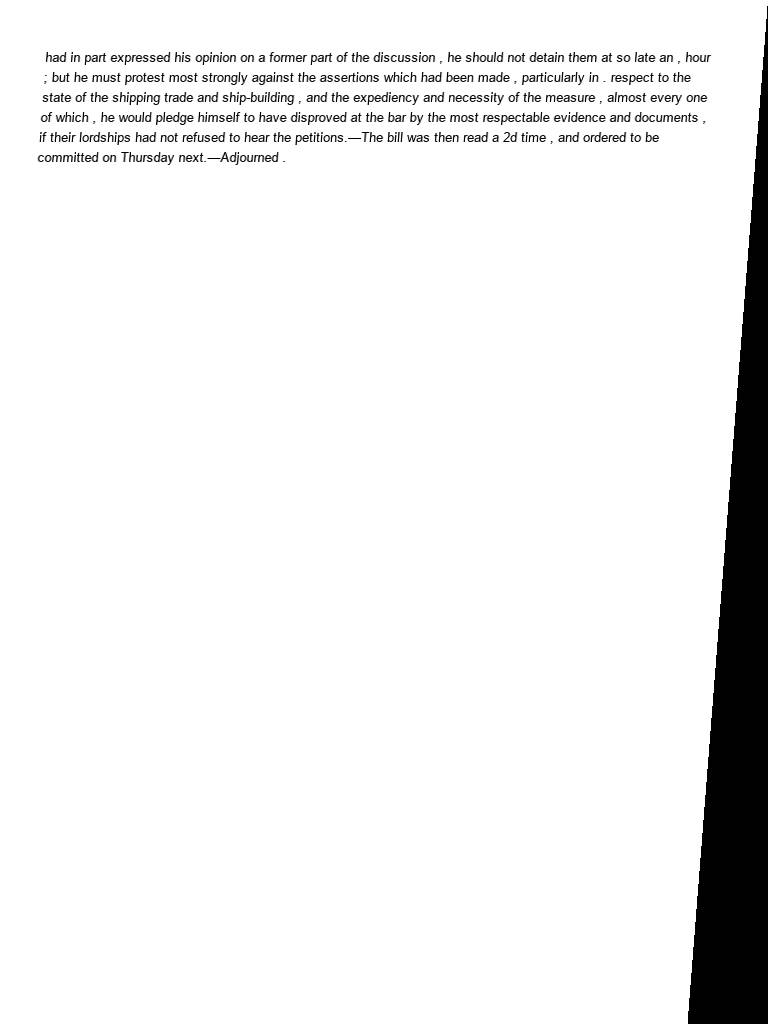 had in part expressed his opinion on a former part of the discussion , he should not detain them at so late an , hour
; but he must protest most strongly against the assertions which had been made , particularly in . respect to the
state of the shipping trade and ship-building , and the expediency and necessity of the measure , almost every one
of which , he would pledge himself to have disproved at the bar by the most respectable evidence and documents ,
if their lordships had not refused to hear the petitions.—The bill was then read a 2d time , and ordered to be
committed on Thursday next.—Adjourned .